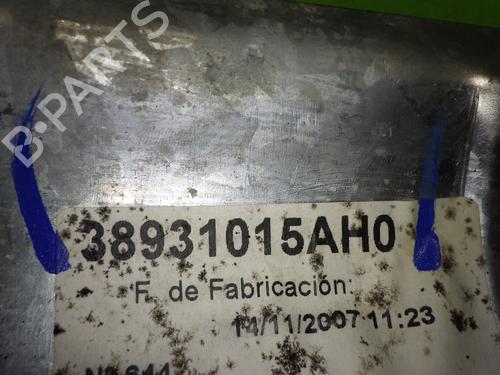 B-PARTS
38931015AH0
F. de Fabricación:
14/11/2007 11:23